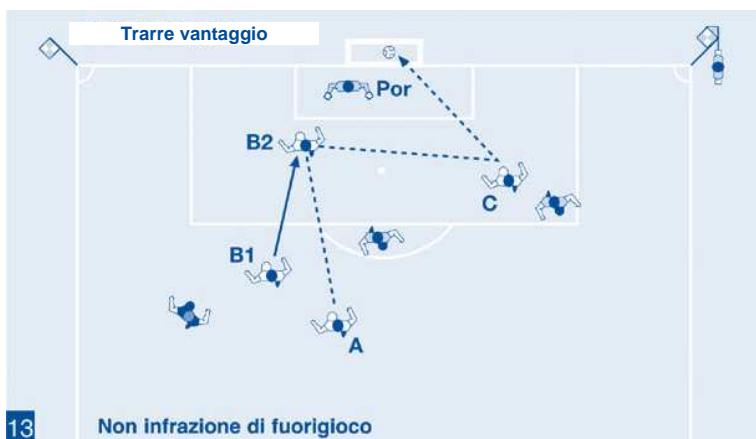 Trarre vantaggio
Por
B2
C
B1
A
13
Non infrazione di fuorigioco